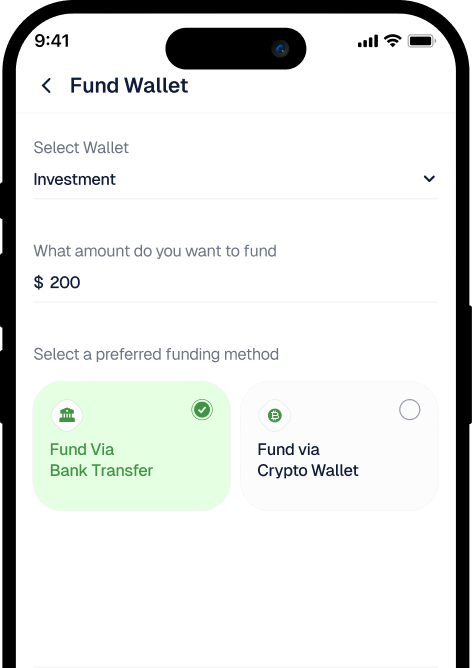 9:41
Fund Wallet
Select Wallet
Investment
What amount do you want to fund
$ 200
Select a preferred funding method
Fund Via
Bank Transfer
Fund via
Crypto Wallet